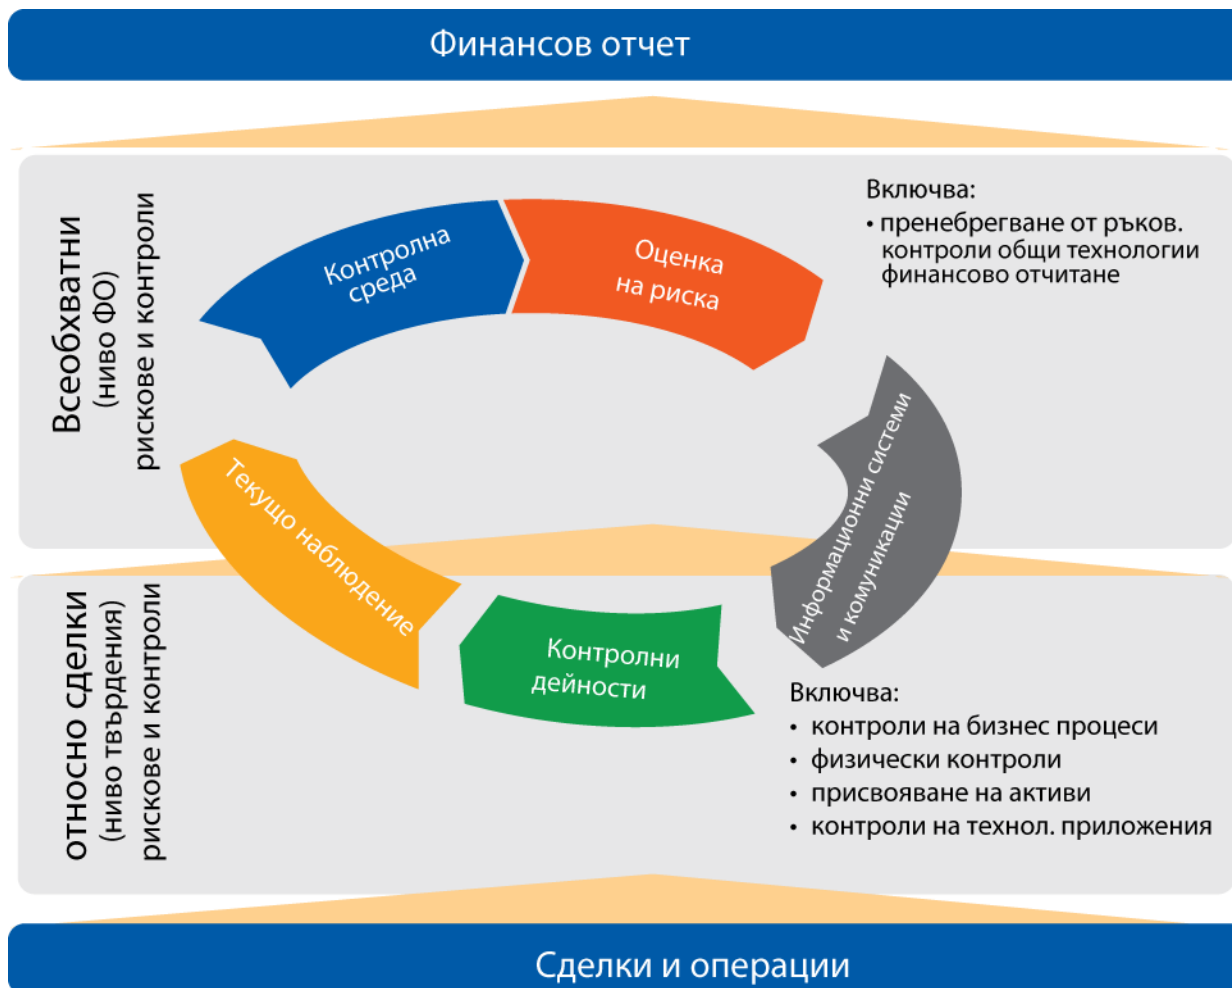 Финансов отчет
Всеобхватни
(ниво ФО)
рискове и контроли
Контролна
среда
Оценка
на риска
Включва:
• пренебрегване от ръков.
контроли общи технологии
финансово отчитане
Информационни системи
и комуникации
Текущо наблюдение
Контролни
дейности
относно сделки
(ниво твърдения)
рискове и контроли
Включва:
• контроли на бизнес процеси
• физически контроли
• присвояване на активи
• контроли на технол. приложения
Сделки и операции